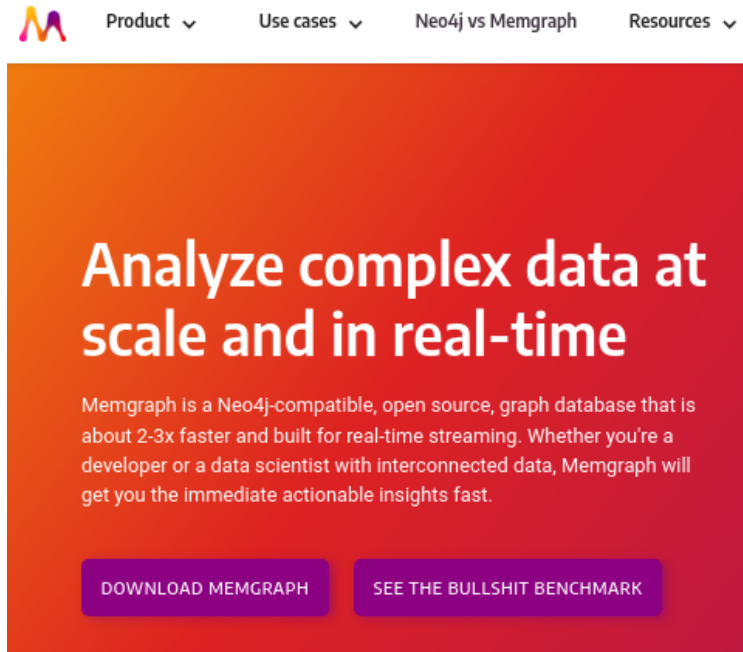 Product
Use cases
Neo4j vs Memgraph
Resources
Analyze complex data at
scale and in real-time
Memgraph is a Neo4j-compatible, open source, graph database that is
about 2-3x faster and built for real-time streaming. Whether you're a
developer or a data scientist with interconnected data, Memgraph will
get you the immediate actionable insights fast.
DOWNLOAD MEMGRAPH
SEE THE BULLSHIT BENCHMARK